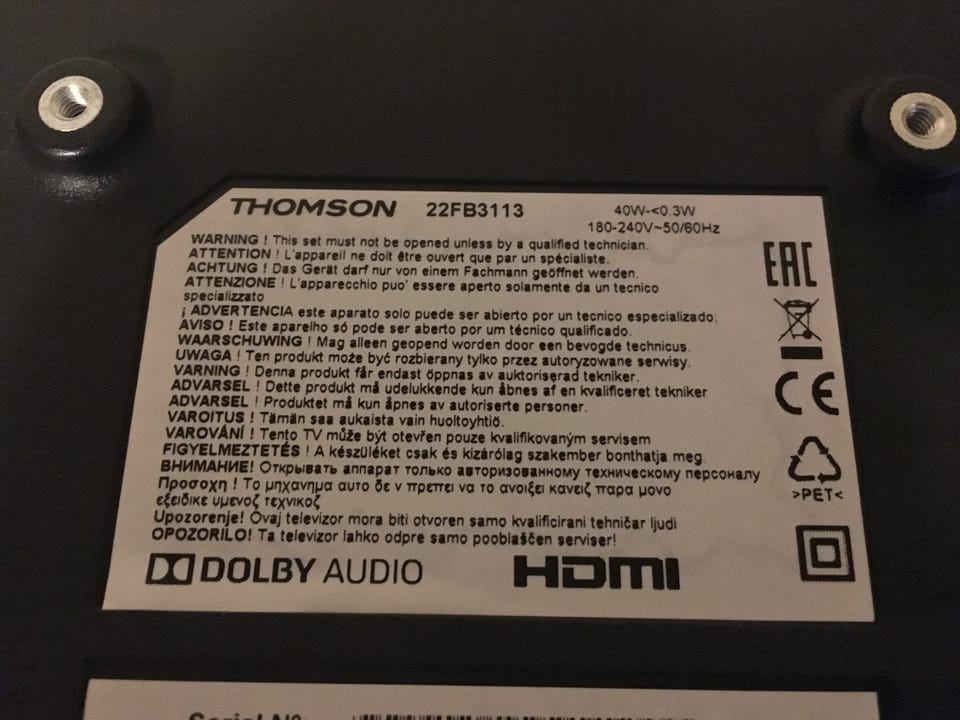 THOMSON 22FB3113 40W-<0.3W
180-240V~50/60Hz
WARNING ! This set must not be opened unless by a qualified technician.
ATTENTION ! L'appareil ne doit être ouvert que par un spécialiste.
ACHTUNG ! Das Gerät darf nur von einem Fachmann geöffnet werden.
ATTENZIONE ! L'apparecchio puo' essere aperto solamente da un tecnico
specializzato
¡ ADVERTENCIA este aparato solo puede ser abierto por un tecnico especializado.
AVISO ! Este aparelho só pode ser aberto por um técnico qualificado.
WAARSCHUWING ! Mag alleen geopend worden door een bevogde technicus.
UWAGA ! Ten produkt może być rozbierany tylko przez autoryzowane serwisy.
VARNING ! Denna produkt får endast öppnas av auktoriserad tekniker.
ADVARSEL ! Dette produkt må udelukkende kun åbnes af en kvalificeret tekniker
ADVARSEL ! Produktet må kun åpnes av autoriserte personer.
VAROITUS ! Tämän saa aukaista vain huoltoyhtiö.
VAROVÁNÍ ! Tento TV může být otevřen pouze kvalifikovaným servisem
FIGYELMEZTETÉS ! A készüléket csak és kizárólag szakember bonthatja meg.
ВНИМАНИЕ! Открывать аппарат только авторизованному техническому персоналу
Προσοχη ! Το μηχανημα αυτο δε ν πρεπει να το ανοιξει κανειζ παρα μονο
εξειδικε υμενοζ τεχνικοζ
Upozorenje! Ovaj televizor mora biti otvoren samo kvalificirani tehničar ljudi
OPOZORILO! Ta televizor lahko odpre samo pooblaščen serviser!
DOLBY AUDIO HDMI
EAC
CE
>PET<
Serial N°